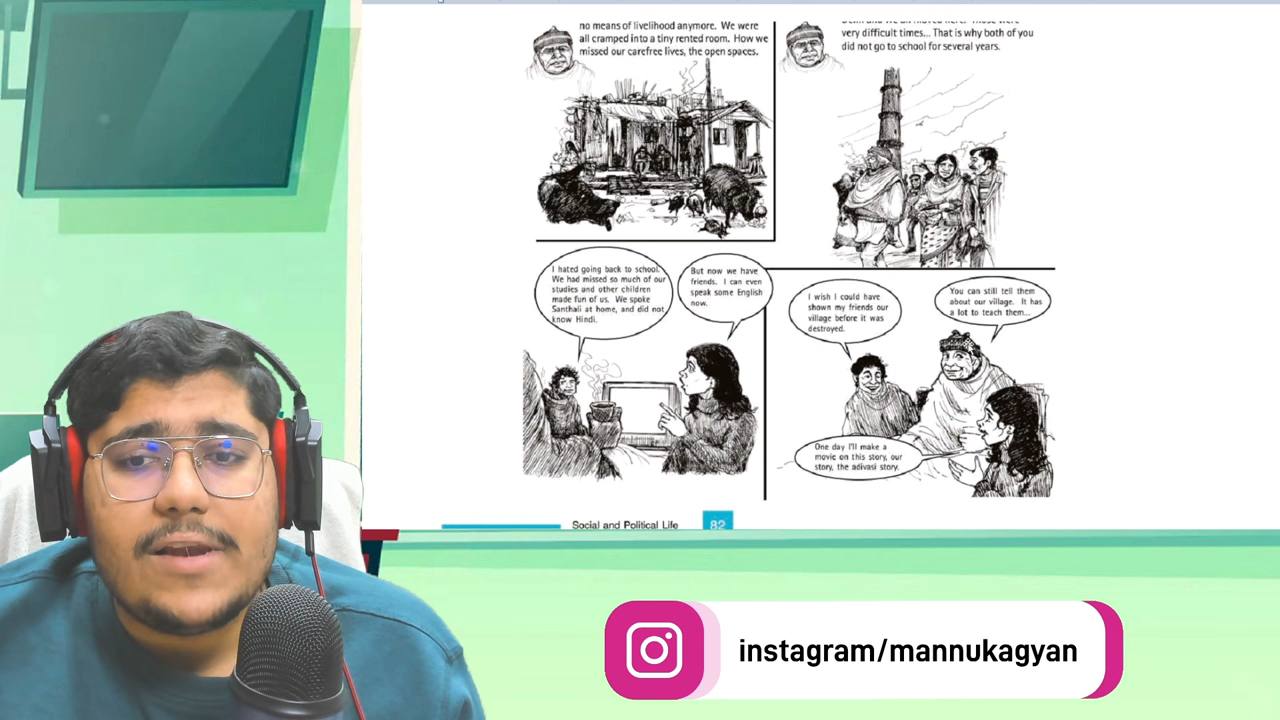 no means of livelihood anymore. We were
all cramped into a tiny rented room. How we
missed our carefree lives, the open spaces.
very difficult times... That is why both of you
did not go to school for several years.
I hated going back to school.
We had missed so much of our
studies and other children
made fun of us. We spoke
Santhali at home, and did not
know Hindi.
But now we have
friends. I can even
speak some English
now.
I wish I could have
shown my friends our
village before it was
destroyed.
You can still tell them
about our village. It has
a lot to teach them...
One day I'll make a
movie on this story, our
story, the adivasi story.
Social and Political Life 82
instagram/mannukagyan